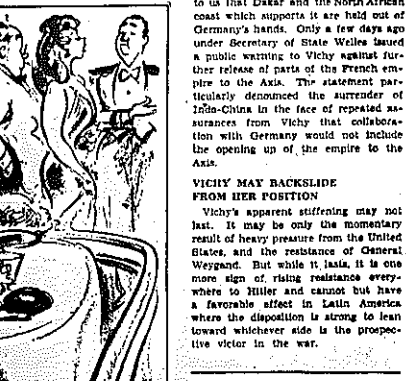 to us that Dakar and the North African
coast which supports it are held out of
Germany's hands. Only a few days ago
under Secretary of State Welles issued
a public warning to Vichy against fur-
ther release of parts of the French em-
pire to the Axis. The statement par-
ticularly denounced the surrender of
Indo-China in the face of repeated as-
surances from Vichy that collabora-
tion with Germany would not include
the opening up of the empire to the
Axis.
VICHY MAY BACKSLIDE
FROM HER POSITION
Vichy's apparent stiffening may not
last. It may be only the momentary
result of heavy pressure from the United
States, and the resistance of General
Weygand. But while it lasts, it is one
more sign of rising resistance every-
where to Hitler and cannot but have
a favorable effect in Latin America
where the disposition is strong to lean
toward whichever side is the prospec-
tive victor in the war.